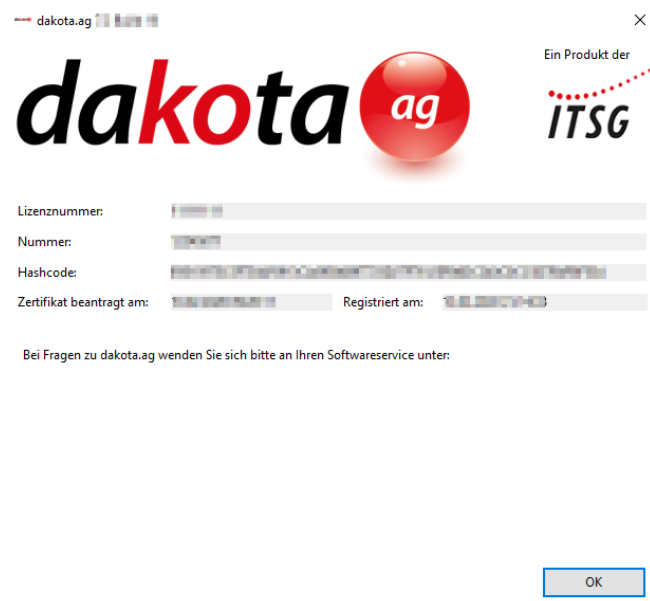 dakota.ag
Ein Produkt der
dakota ag
ITSG
Lizenznummer:
Nummer:
Hashcode:
Zertifikat beantragt am:
Registriert am:
Bei Fragen zu dakota.ag wenden Sie sich bitte an Ihren Softwareservice unter:
OK